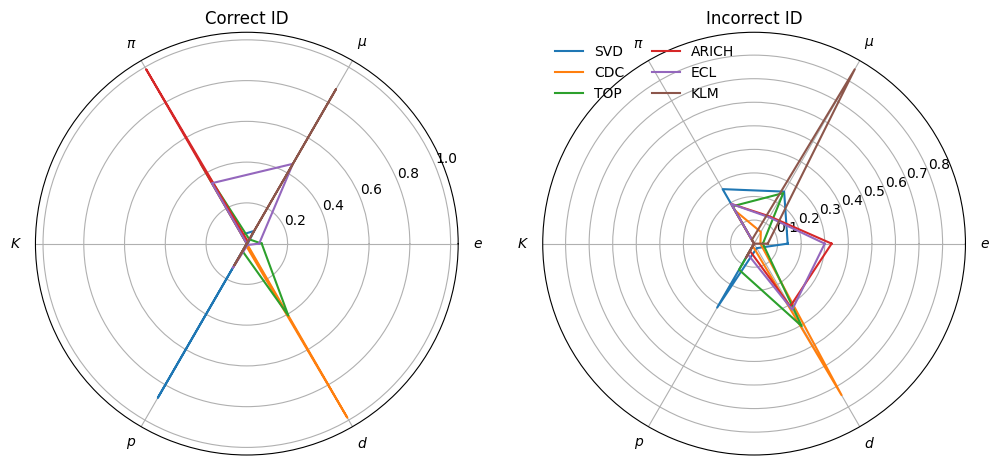 Correct ID
π
μ
K
e
p
d
0.2
0.4
0.6
0.8
1.0
Incorrect ID
π
μ
K
e
p
d
0.1
0.2
0.3
0.4
0.5
0.6
0.7
0.8
SVD
CDC
TOP
ARICH
ECL
KLM